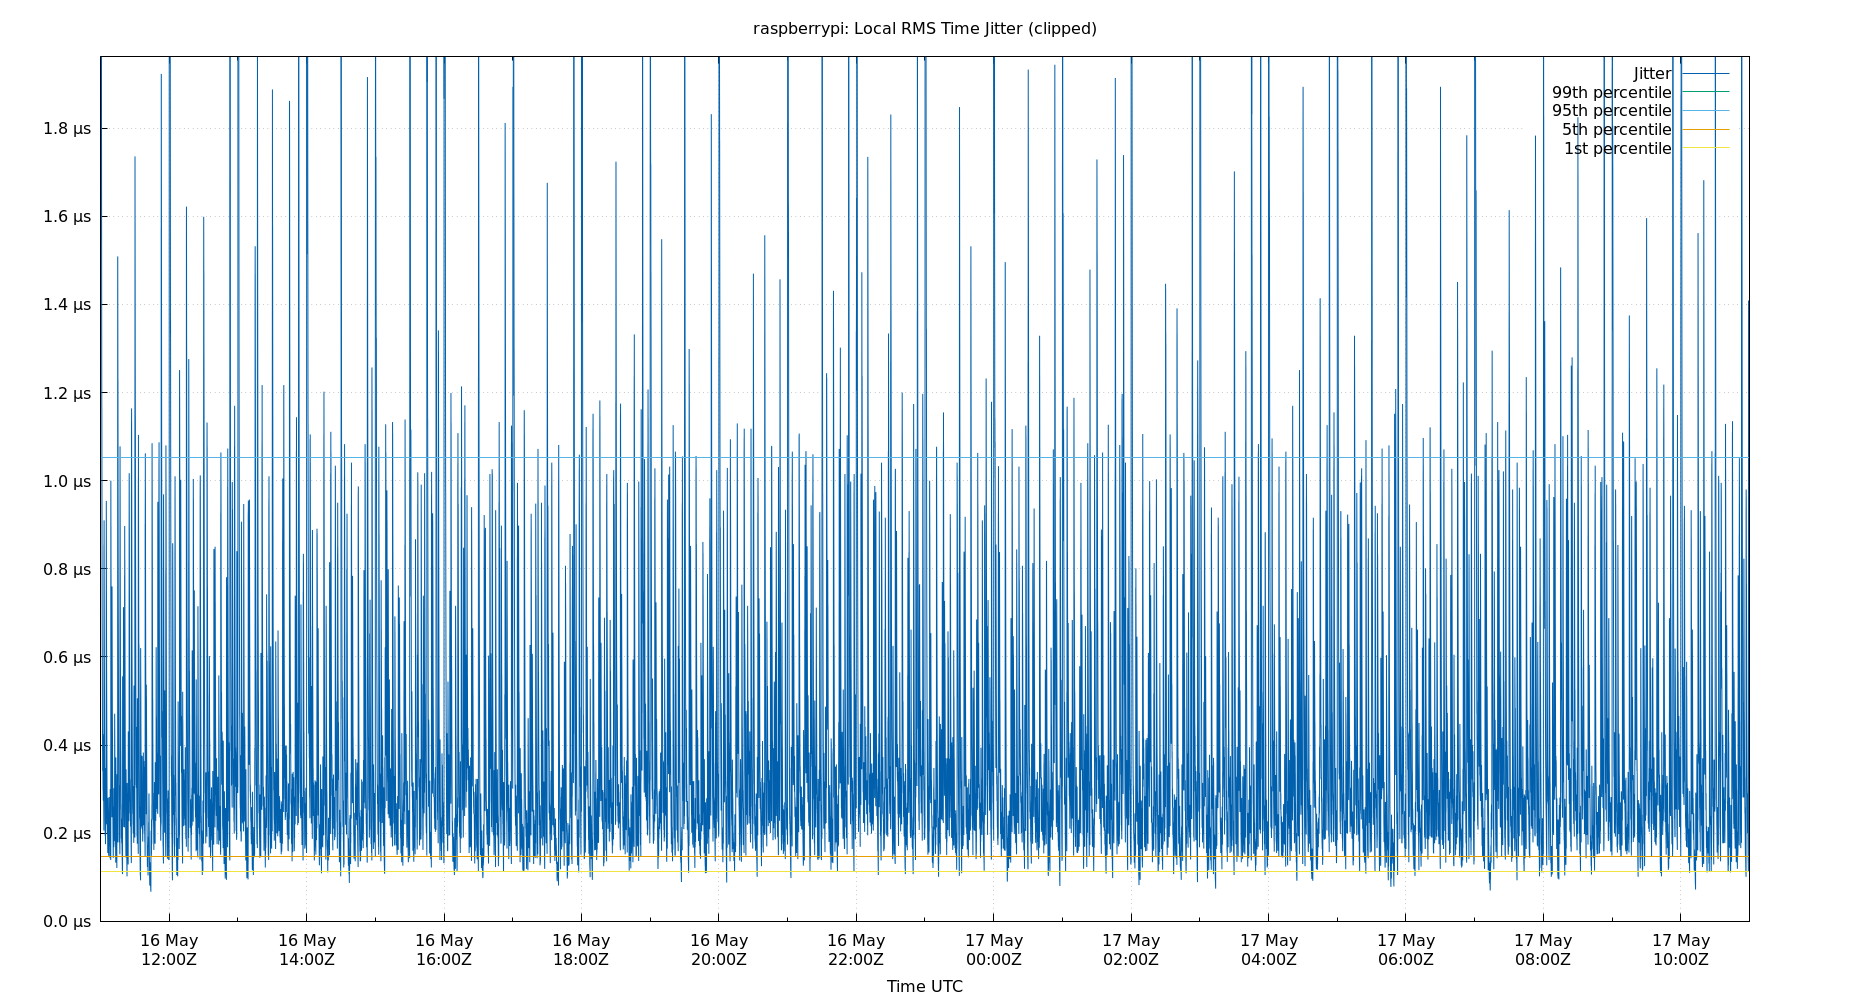 raspberrypi: Local RMS Time Jitter (clipped)
Jitter
99th percentile
95th percentile
5th percentile
1st percentile
1.8 µs
1.6 µs
1.4 µs
1.2 µs
1.0 µs
0.8 µs
0.6 µs
0.4 µs
0.2 µs
0.0 µs
16 May 16 May 16 May 16 May 16 May 16 May 17 May 17 May 17 May 17 May 17 May 17 May
12:00Z 14:00Z 16:00Z 18:00Z 20:00Z 22:00Z 00:00Z 02:00Z 04:00Z 06:00Z 08:00Z 10:00Z
Time UTC